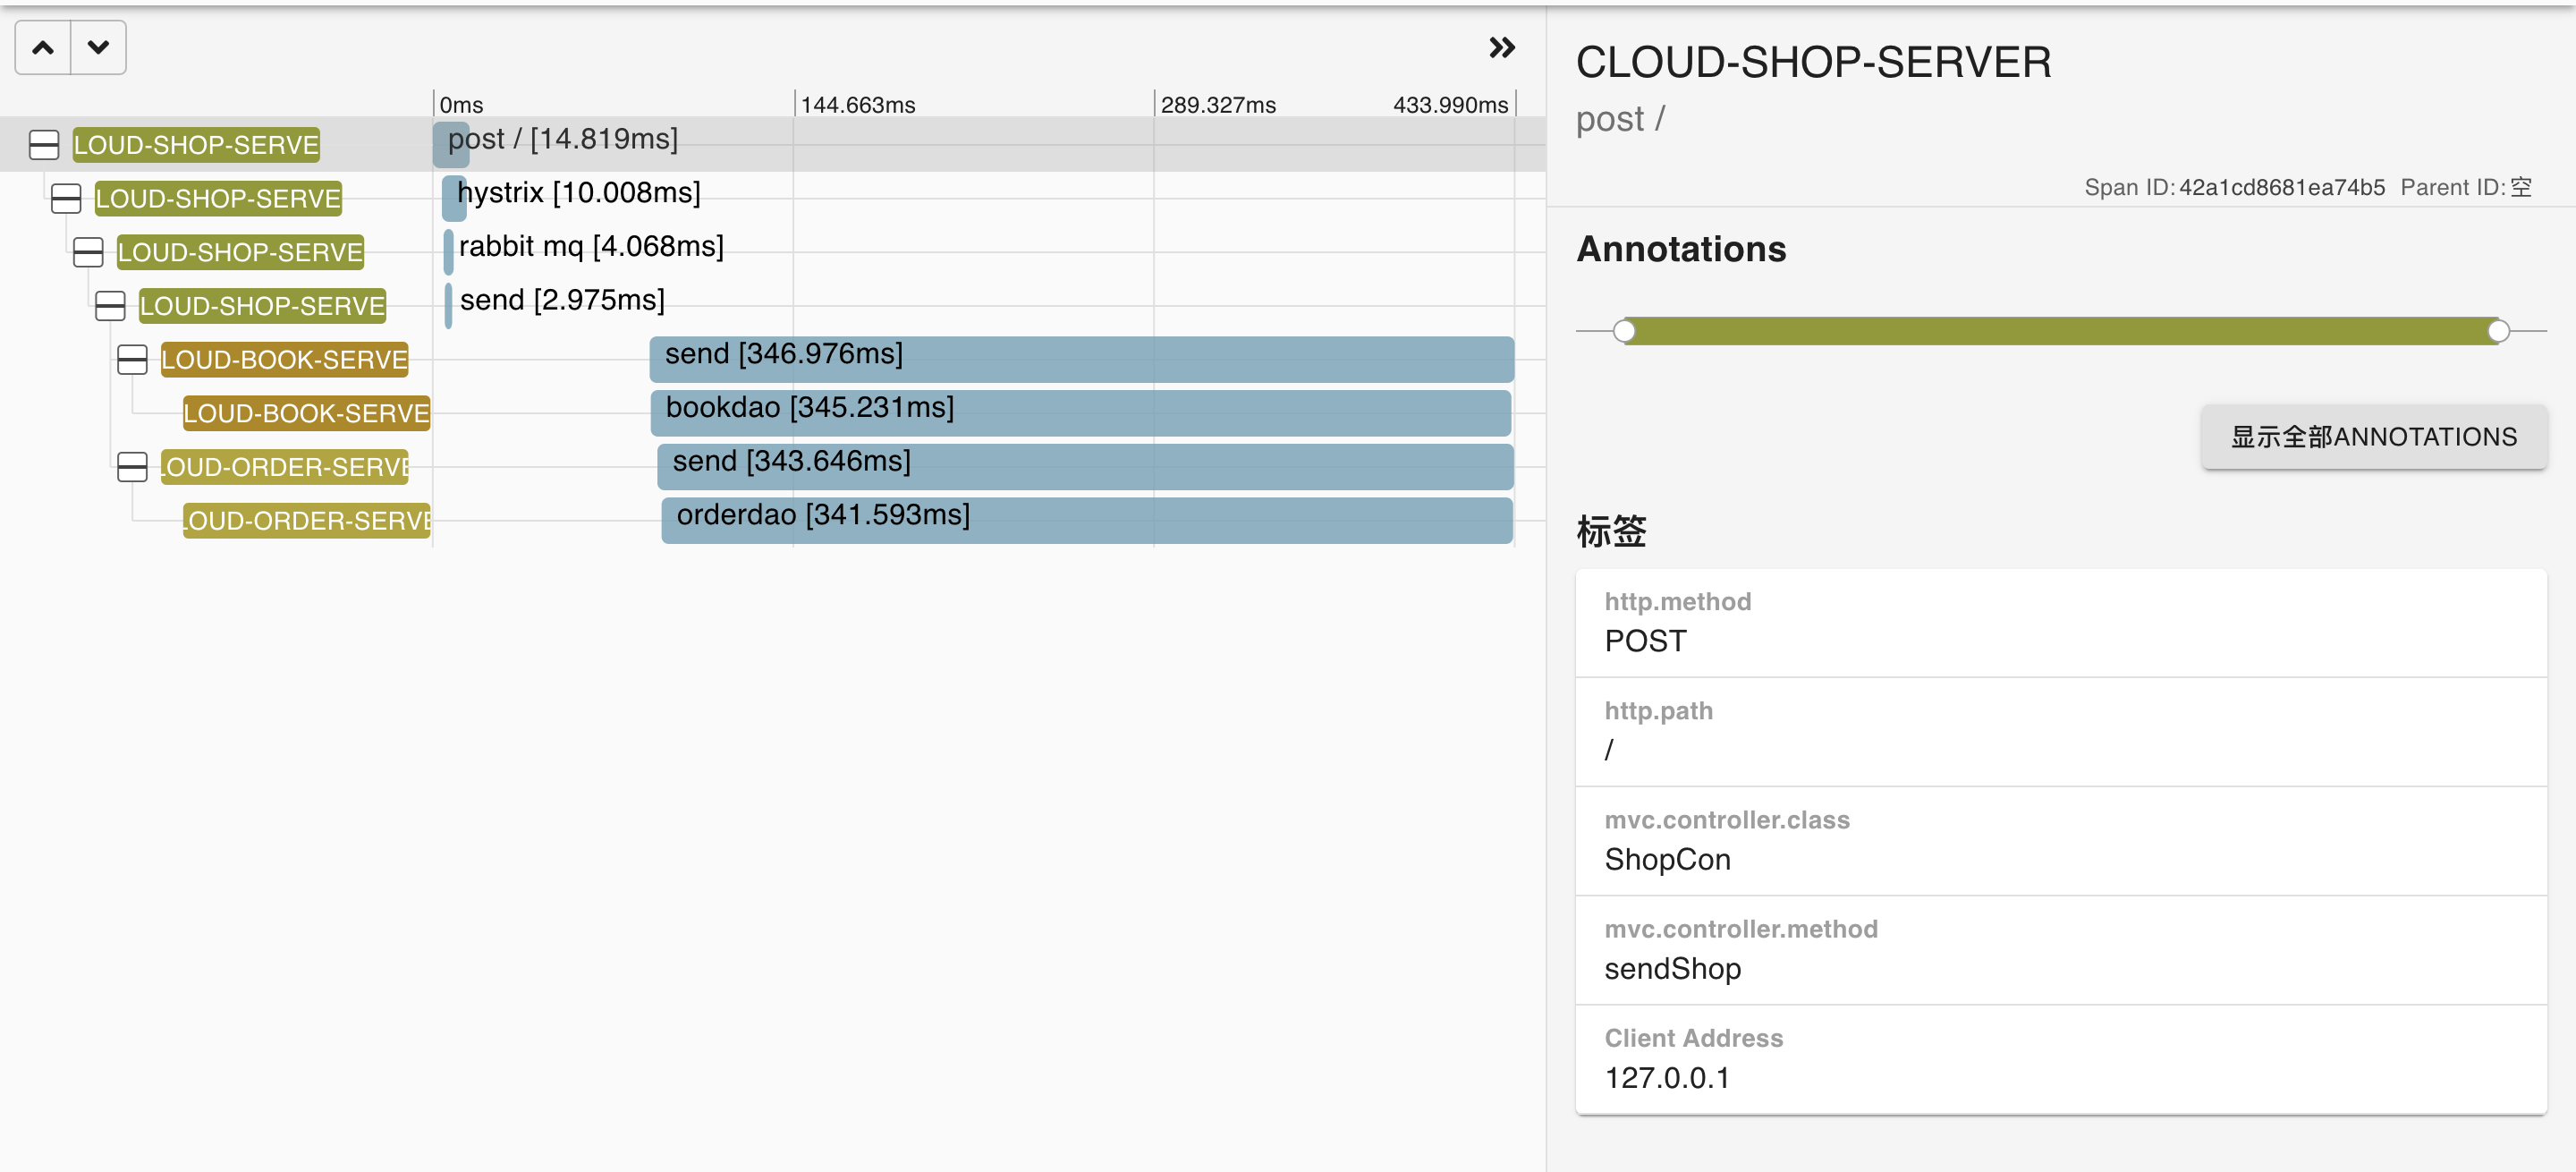 0ms
144.663ms
289.327ms
433.990ms
LOUD-SHOP-SERVE
post / [14.819ms]
LOUD-SHOP-SERVE
hystrix [10.008ms]
LOUD-SHOP-SERVE
rabbit mq [4.068ms]
LOUD-SHOP-SERVE
send [2.975ms]
LOUD-BOOK-SERVE
send [346.976ms]
LOUD-BOOK-SERVE
bookdao [345.231ms]
LOUD-ORDER-SERVE
send [343.646ms]
LOUD-ORDER-SERVE
orderdao [341.593ms]
CLOUD-SHOP-SERVER
post /
Span ID: 42a1cd8681ea74b5 Parent ID: 空
Annotations
显示全部ANNOTATIONS
标签
http.method
POST
http.path
/
mvc.controller.class
ShopCon
mvc.controller.method
sendShop
Client Address
127.0.0.1